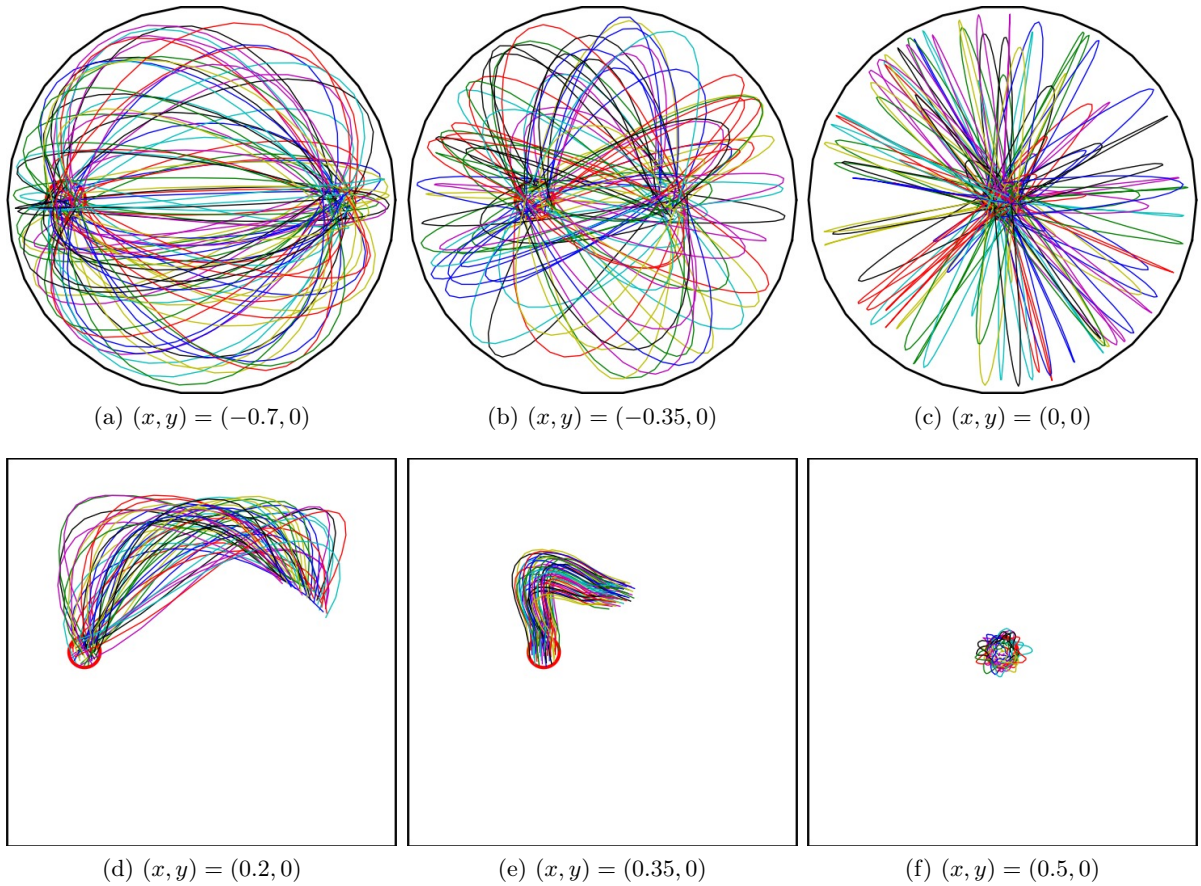 (a) (x, y) = (−0.7, 0)
(b) (x, y) = (−0.35, 0)
(c) (x, y) = (0, 0)
(d) (x, y) = (0.2, 0)
(e) (x, y) = (0.35, 0)
(f) (x, y) = (0.5, 0)